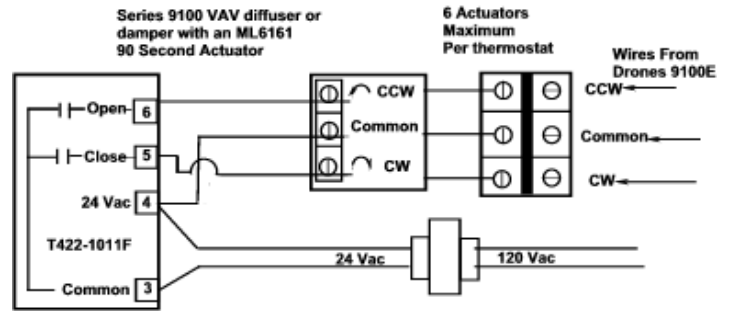 Series 9100 VAV diffuser or
damper with an ML6161
90 Second Actuator
6 Actuators
Maximum
Per thermostat
Wires From
Drones 9100E
Open
6
Close
5
24 Vac
4
T422-1011F
Common
3
CCW
Common
CW
CCW
Common
CW
24 Vac
120 Vac